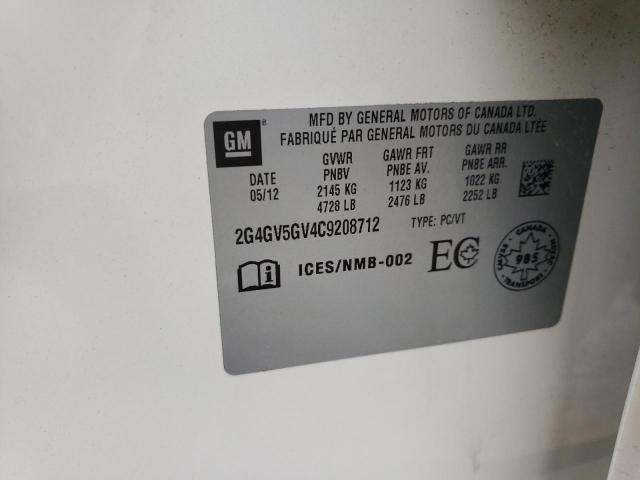 MFD BY GENERAL MOTORS OF CANADA LTD.
FABRIQUÉ PAR GENERAL MOTORS DU CANADA LTÉE
GM
DATE
05/12
GVWR
PNBV
2145 KG
4728 LB
GAWR FRT
PNBE AV.
1123 KG
2476 LB
GAWR RR
PNBE ARR.
1022 KG
2252 LB
2G4GV5GV4C9208712
TYPE: PC/VT
i ICES/NMB-002
EC
CANADA
985
TRANSPORT